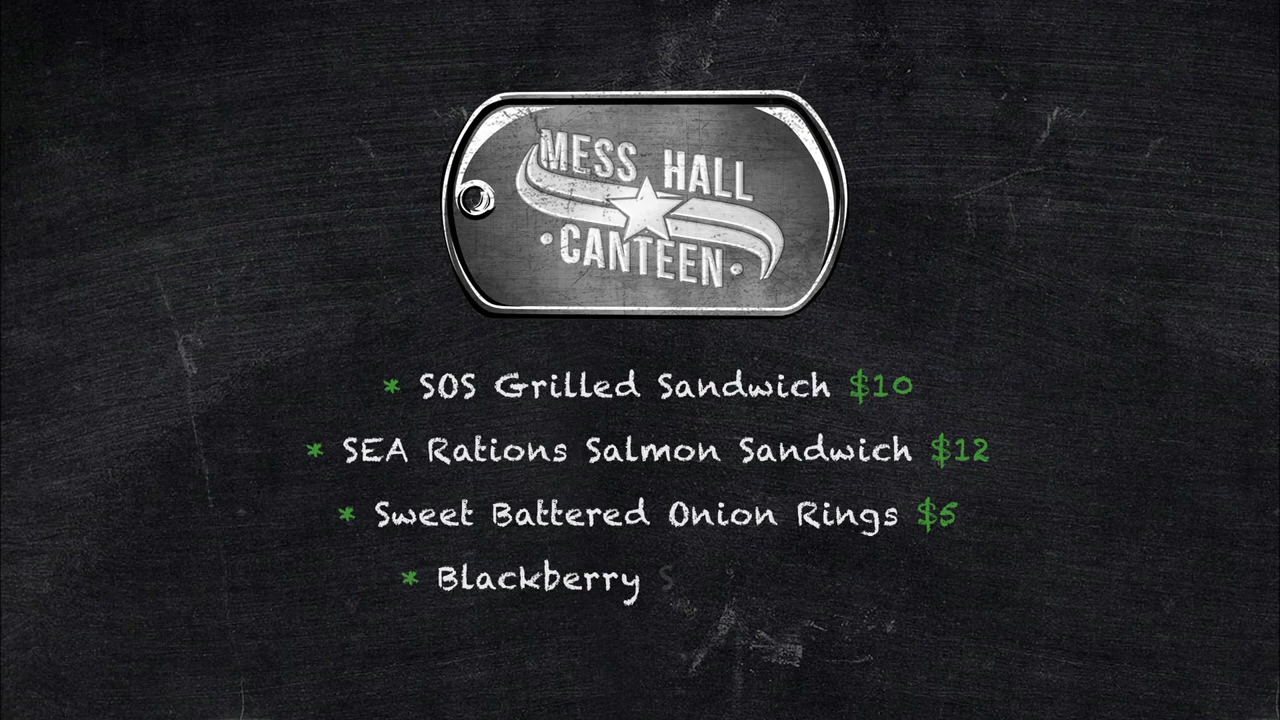 MESS HALL
CANTEEN
* SOS Grilled Sandwich $10
* SEA Rations Salmon Sandwich $12
* Sweet Battered Onion Rings $5
* Blackberry S